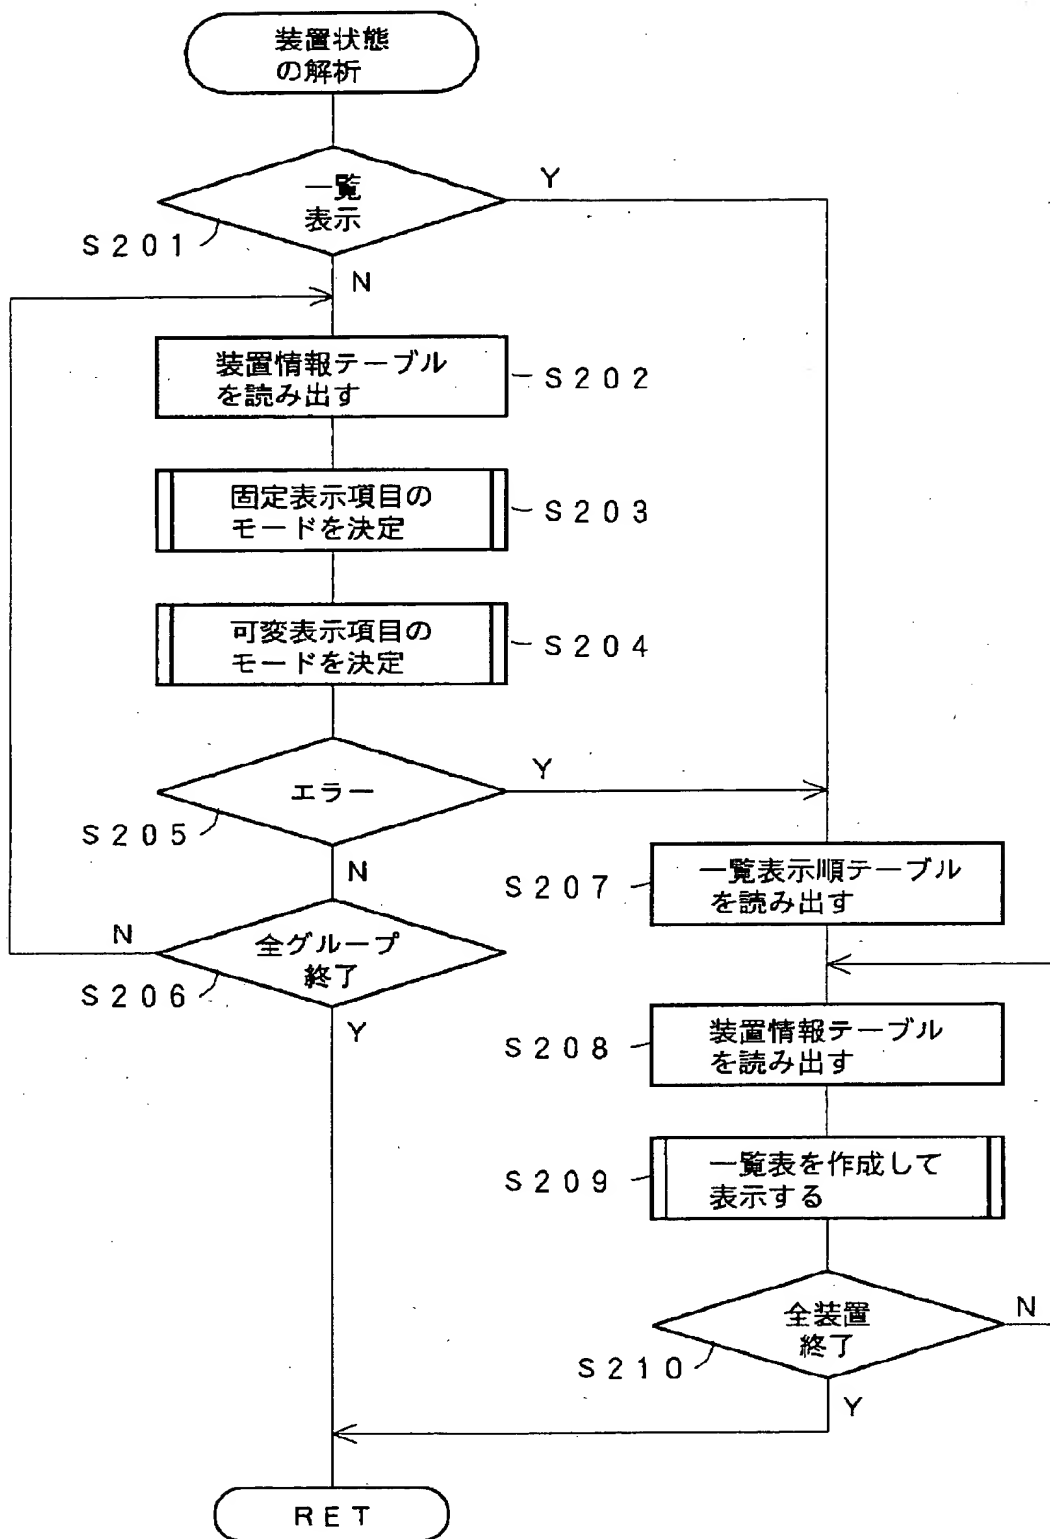 装置状態
の解析
一覧
表示
Y
S201
N
装置情報テーブル
を読み出す
S202
固定表示項目の
モードを決定
S203
可変表示項目の
モードを決定
S204
エラー
Y
S205
N
一覧表示順テーブル
を読み出す
S207
全グループ
終了
N
S206
Y
装置情報テーブル
を読み出す
S208
一覧表を作成して
表示する
S209
全装置
終了
N
S210
Y
RET